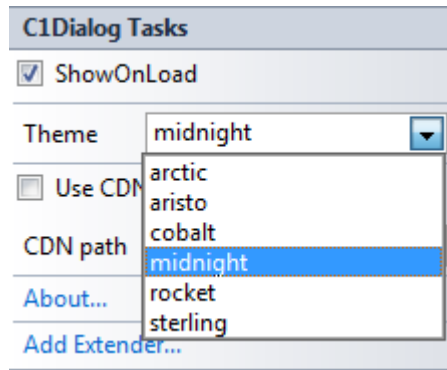 C1Dialog Tasks
ShowOnLoad
Theme midnight
arctic
Use CDN
aristo
cobalt
CDN path
midnight
About...
rocket
sterling
Add Extender...